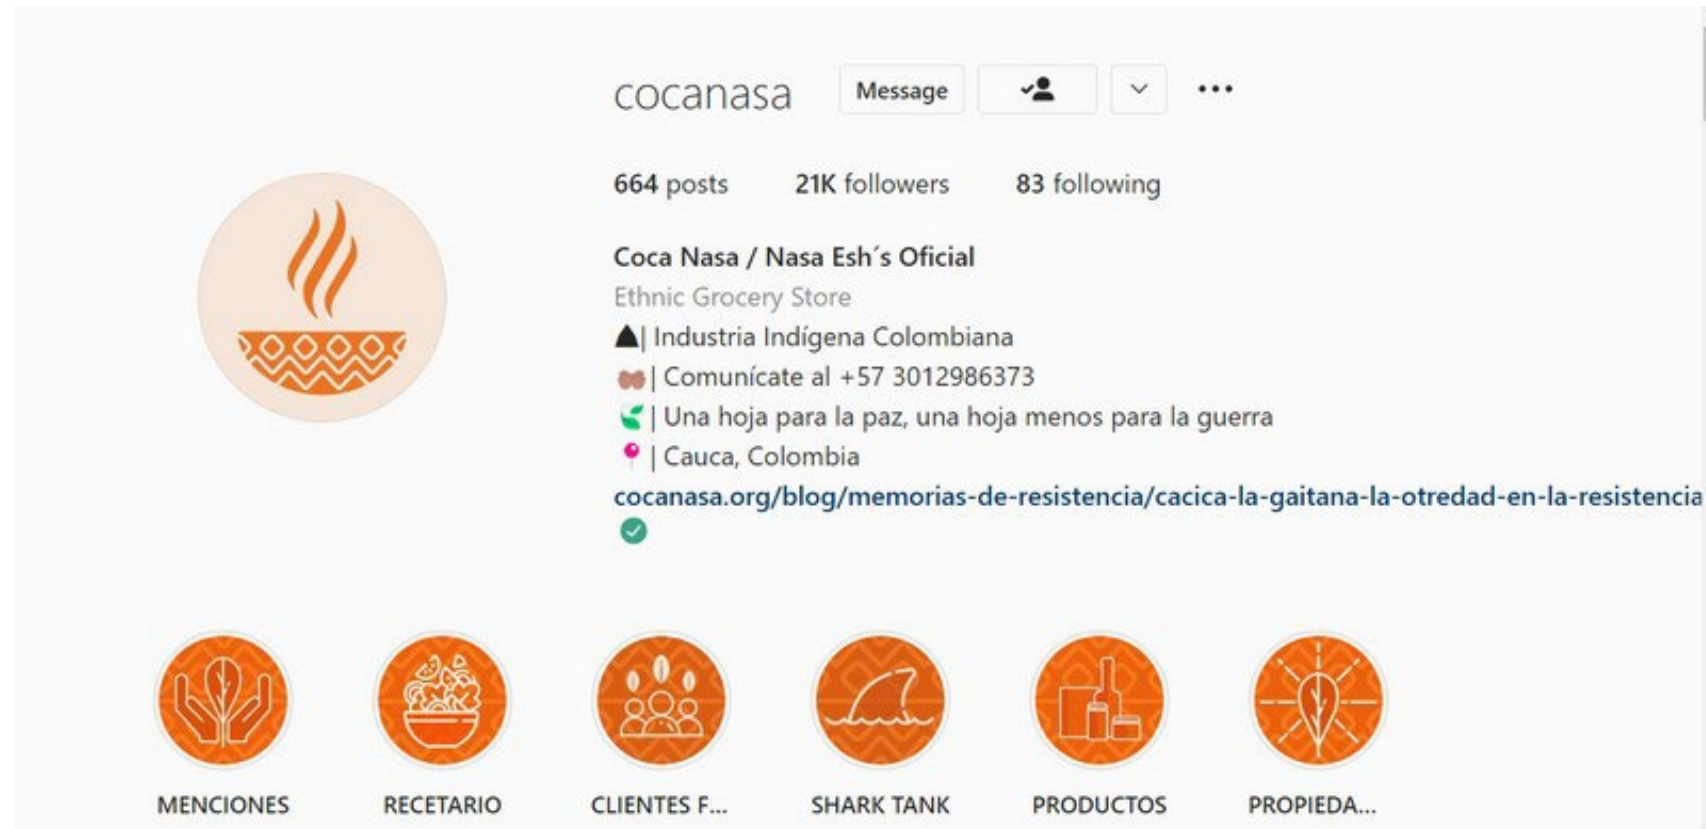 cocanasa Message
664 posts 21K followers 83 following
Coca Nasa / Nasa Esh´s Oficial
Ethnic Grocery Store
| Industria Indígena Colombiana
| Comunícate al +57 3012986373
| Una hoja para la paz, una hoja menos para la guerra
| Cauca, Colombia
cocanasa.org/blog/memorias-de-resistencia/cacica-la-gaitana-la-otredad-en-la-resistencia
MENCIONES RECETARIO CLIENTES F... SHARK TANK PRODUCTOS PROPIEDA...